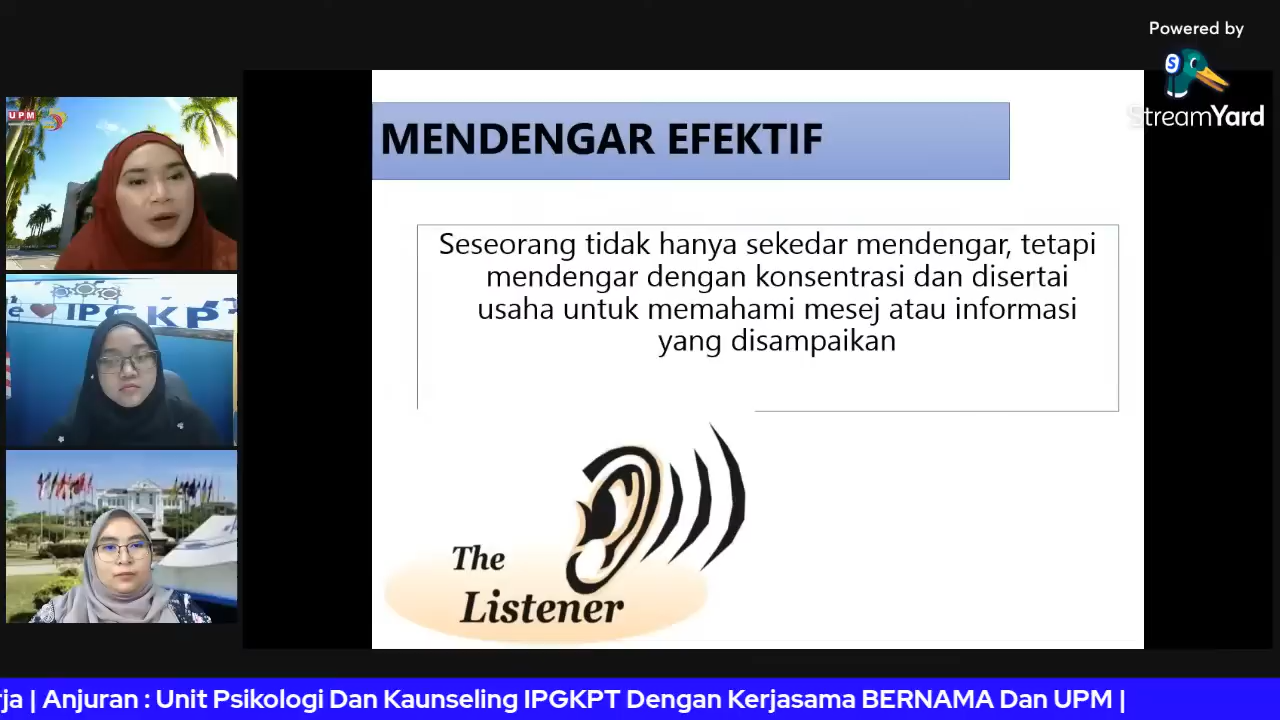 Powered by
StreamYard
UPM
MENDENGAR EFEKTIF
Seseorang tidak hanya sekedar mendengar, tetapi
mendengar dengan konsentrasi dan disertai
usaha untuk memahami mesej atau informasi
yang disampaikan
e IPGKP
The
Listener
rja | Anjuran : Unit Psikologi Dan Kaunseling IPGKPT Dengan Kerjasama BERNAMA Dan UPM |